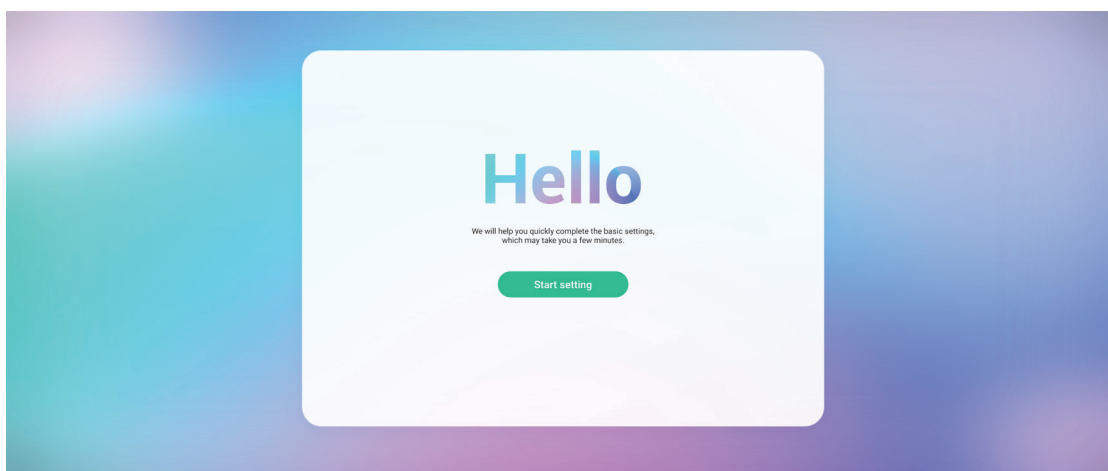 Hello
We will help you quickly complete the basic settings,
which may take you a few minutes.
Start setting